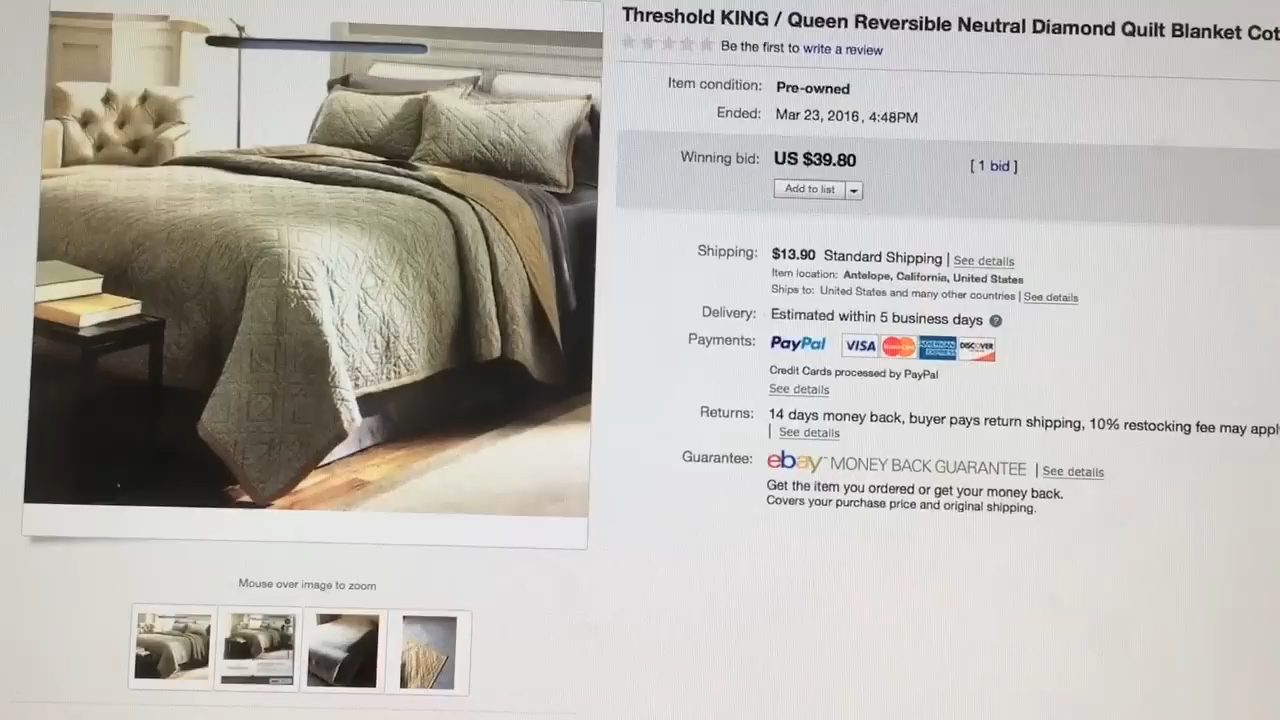 Threshold KING / Queen Reversible Neutral Diamond Quilt Blanket Cot
Be the first to write a review
Item condition: Pre-owned
Ended: Mar 23, 2016, 4:48PM
Winning bid: US $39.80 [ 1 bid ]
Add to list
Shipping: $13.90 Standard Shipping | See details
Item location: Antelope, California, United States
Ships to: United States and many other countries | See details
Delivery: Estimated within 5 business days ?
Payments: PayPal VISA MasterCard AMERICAN EXPRESS DISCOVER
Credit Cards processed by PayPal
See details
Returns: 14 days money back, buyer pays return shipping, 10% restocking fee may appl
| See details
Guarantee: ebay MONEY BACK GUARANTEE | See details
Get the item you ordered or get your money back.
Covers your purchase price and original shipping.
Mouse over image to zoom